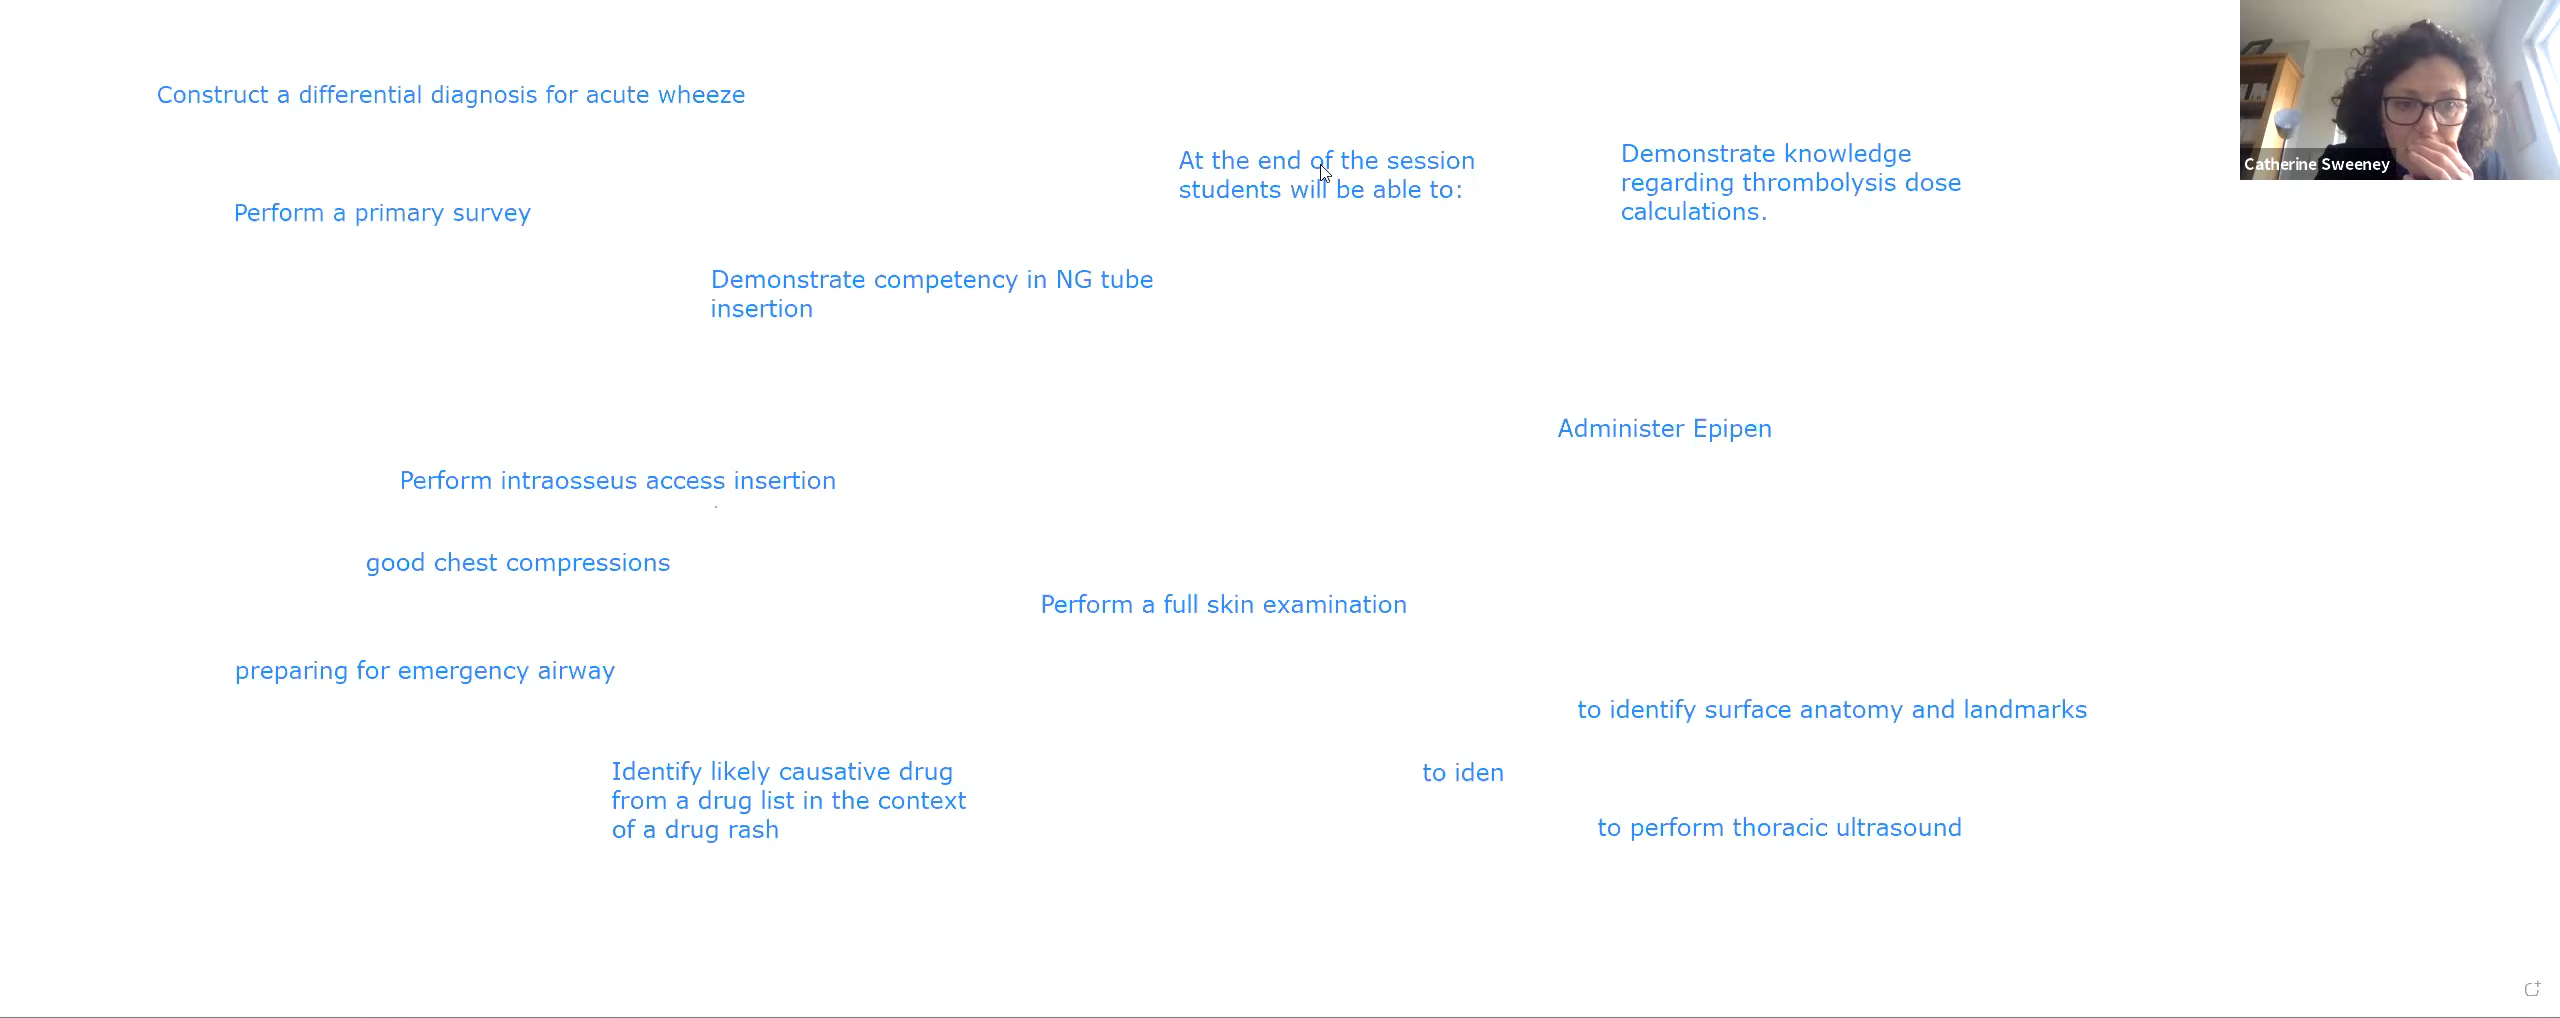 Construct a differential diagnosis for acute wheeze
At the end of the session
students will be able to:
Demonstrate knowledge
regarding thrombolysis dose
calculations.
Catherine Sweeney
Perform a primary survey
Demonstrate competency in NG tube
insertion
Administer Epipen
Perform intraosseus access insertion
good chest compressions
Perform a full skin examination
preparing for emergency airway
to identify surface anatomy and landmarks
Identify likely causative drug
from a drug list in the context
of a drug rash
to iden
to perform thoracic ultrasound